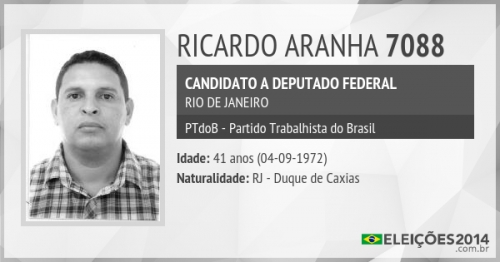 RICARDO ARANHA 7088
CANDIDATO A DEPUTADO FEDERAL
RIO DE JANEIRO
PTdoB - Partido Trabalhista do Brasil
Idade: 41 anos (04-09-1972)
Naturalidade: RJ - Duque de Caxias
ELEIÇÕES2014
.com.br